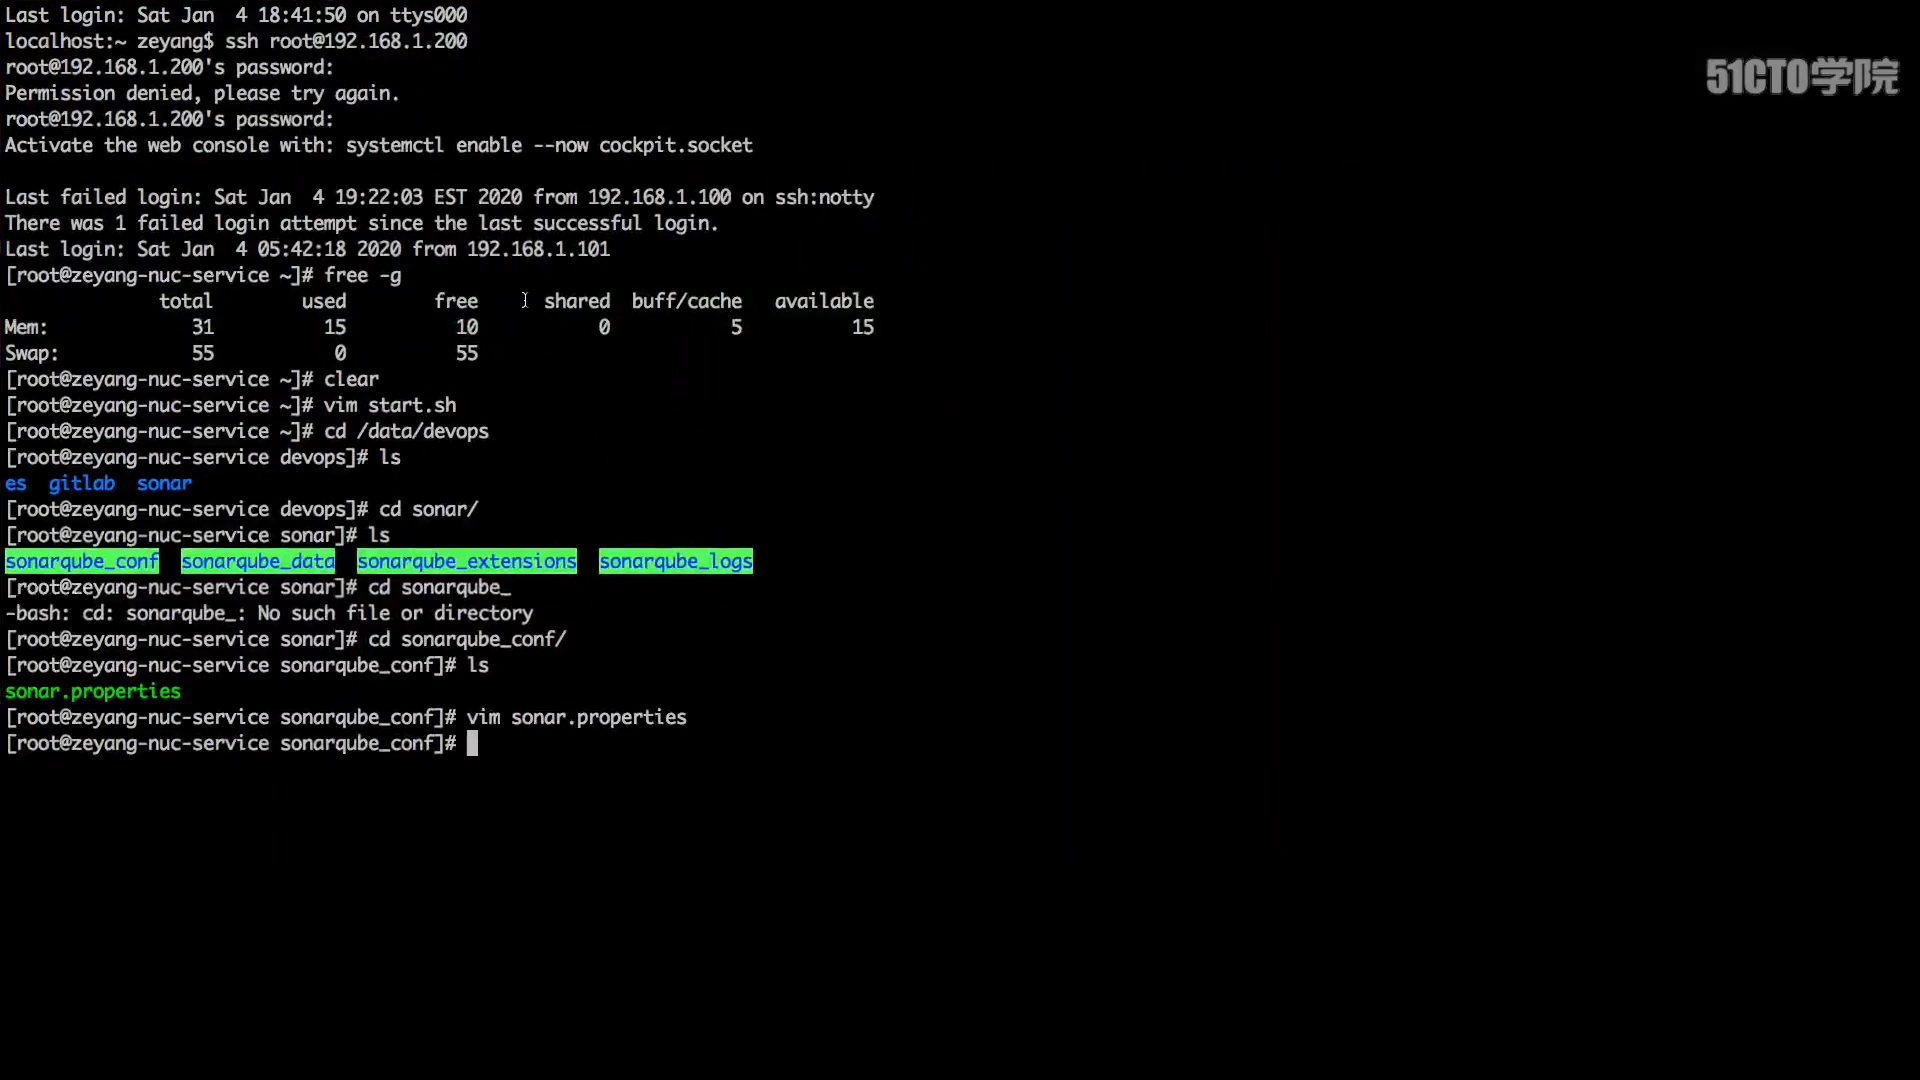 Last login: Sat Jan  4 18:41:50 on ttys000
localhost:~ zeyang$ ssh root@192.168.1.200
root@192.168.1.200's password:
Permission denied, please try again.
root@192.168.1.200's password:
Activate the web console with: systemctl enable --now cockpit.socket
Last failed login: Sat Jan  4 19:22:03 EST 2020 from 192.168.1.100 on ssh:notty
There was 1 failed login attempt since the last successful login.
Last login: Sat Jan  4 05:42:18 2020 from 192.168.1.101
[root@zeyang-nuc-service ~]# free -g
              total        used        free      shared  buff/cache   available
Mem:             31          15          10           0           5          15
Swap:            55           0          55
[root@zeyang-nuc-service ~]# clear
[root@zeyang-nuc-service ~]# vim start.sh
[root@zeyang-nuc-service ~]# cd /data/devops
[root@zeyang-nuc-service devops]# ls
es  gitlab  sonar
[root@zeyang-nuc-service devops]# cd sonar/
[root@zeyang-nuc-service sonar]# ls
sonarqube_conf  sonarqube_data  sonarqube_extensions  sonarqube_logs
[root@zeyang-nuc-service sonar]# cd sonarqube_
-bash: cd: sonarqube_: No such file or directory
[root@zeyang-nuc-service sonar]# cd sonarqube_conf/
[root@zeyang-nuc-service sonarqube_conf]# ls
sonar.properties
[root@zeyang-nuc-service sonarqube_conf]# vim sonar.properties
[root@zeyang-nuc-service sonarqube_conf]#
51CTO学院